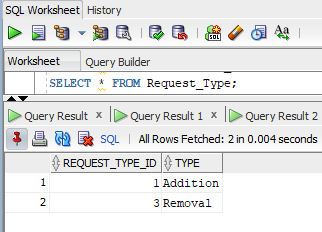 SQL Worksheet History
Worksheet Query Builder
SELECT * FROM Request_Type;
Query Result x Query Result 1 x Query Result 2
SQL | All Rows Fetched: 2 in 0.004 seconds
REQUEST_TYPE_ID TYPE
1 1 Addition
2 3 Removal